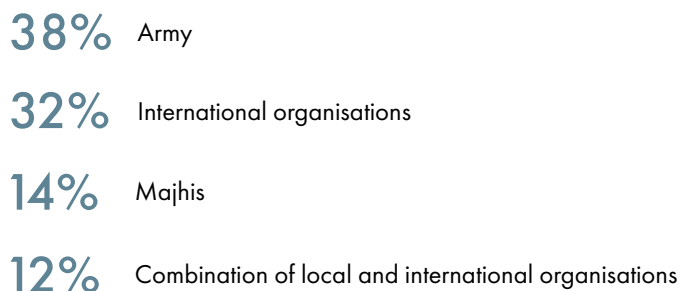 38% Army
32% International organisations
14% Majhis
12% Combination of local and international organisations